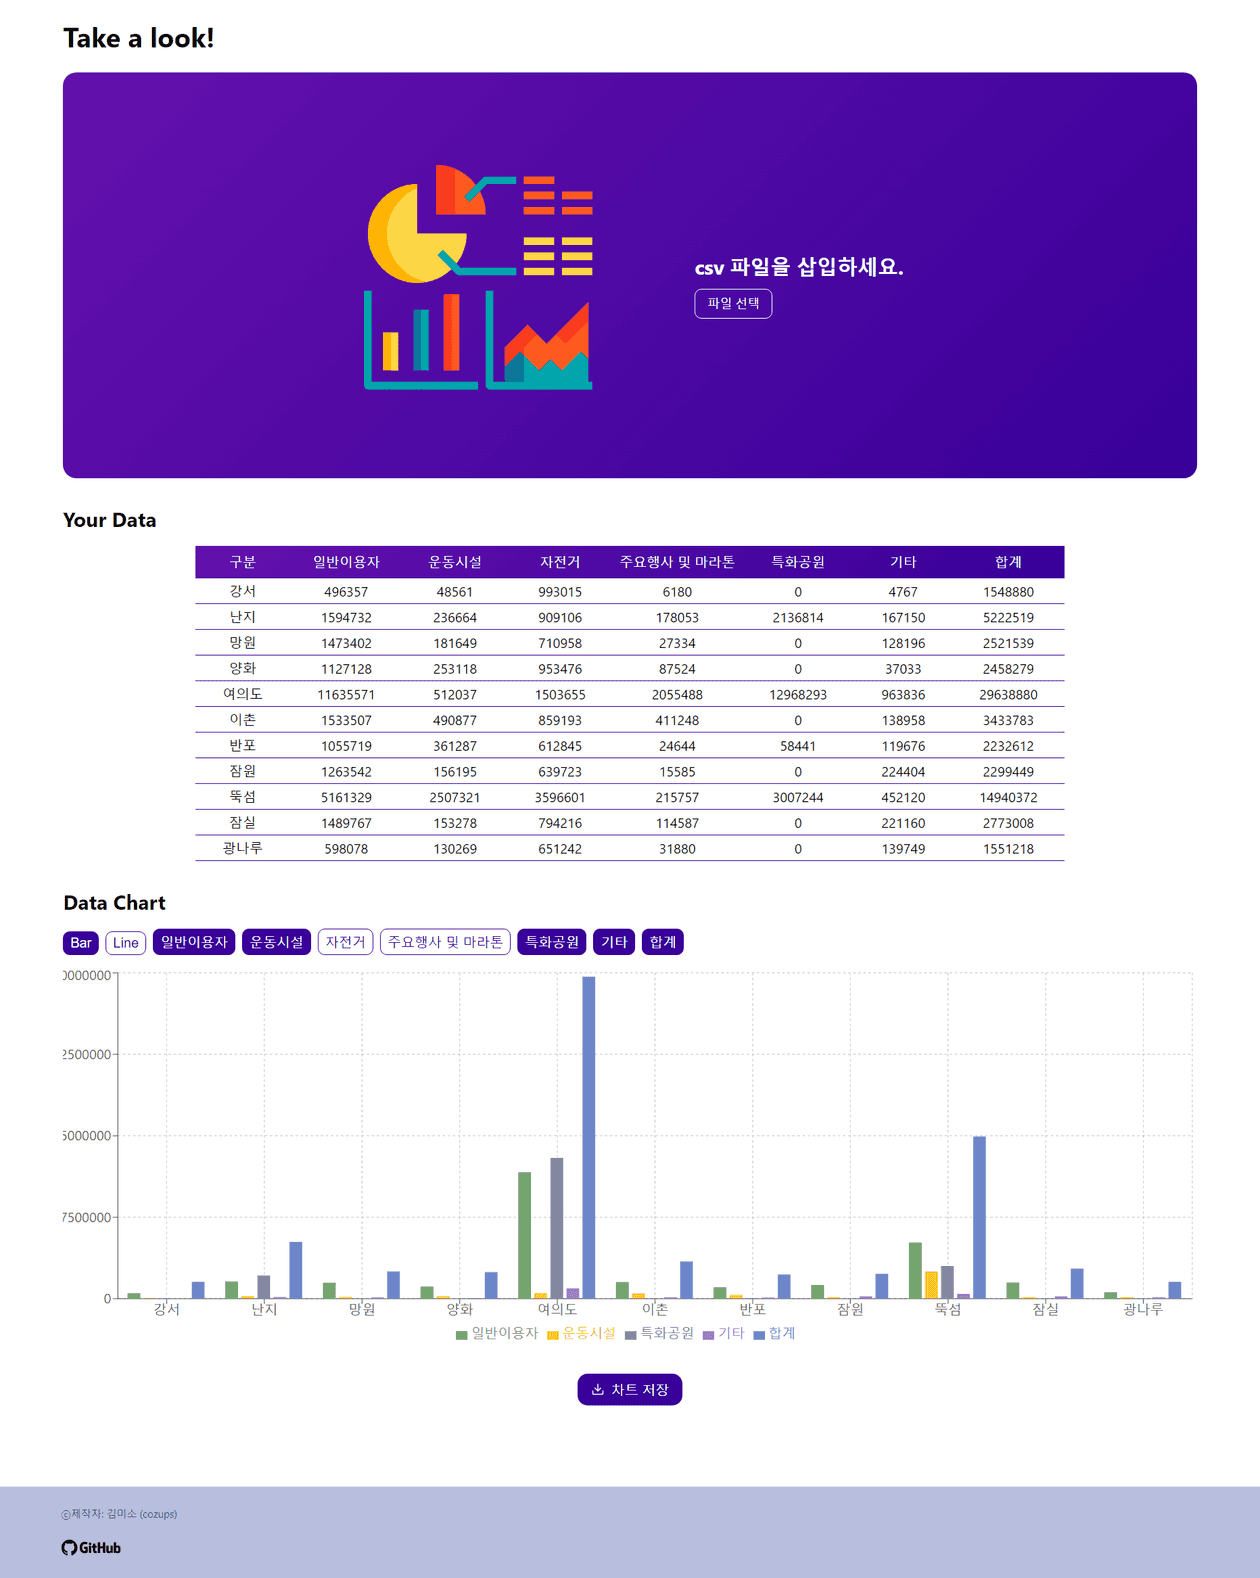 Take a look!
csv 파일을 삽입하세요.
파일 선택
Your Data
구분 일반이용자 운동시설 자전거 주요행사 및 마라톤 특화공원 기타 합계
강서 496357 48561 993015 6180 0 4767 1548880
난지 1594732 236664 909106 178053 2136814 167150 5222519
망원 1473402 181649 710958 27334 0 128196 2521539
양화 1127128 253118 953476 87524 0 37033 2458279
여의도 11635571 512037 1503655 2055488 12968293 963836 29638880
이촌 1533507 490877 859193 411248 0 138958 3433783
반포 1055719 361287 612845 24644 58441 119676 2232612
잠원 1263542 156195 639723 15585 0 224404 2299449
뚝섬 5161329 2507321 3596601 215757 3007244 452120 14940372
잠실 1489767 153278 794216 114587 0 221160 2773008
광나루 598078 130269 651242 31880 0 139749 1551218
Data Chart
Bar Line 일반이용자 운동시설 자전거 주요행사 및 마라톤 특화공원 기타 합계
0000000
2500000
5000000
7500000
0
강서 난지 망원 양화 여의도 이촌 반포 잠원 뚝섬 잠실 광나루
일반이용자 운동시설 특화공원 기타 합계
차트 저장
ⓒ제작자: 김미소 (cozups)
GitHub